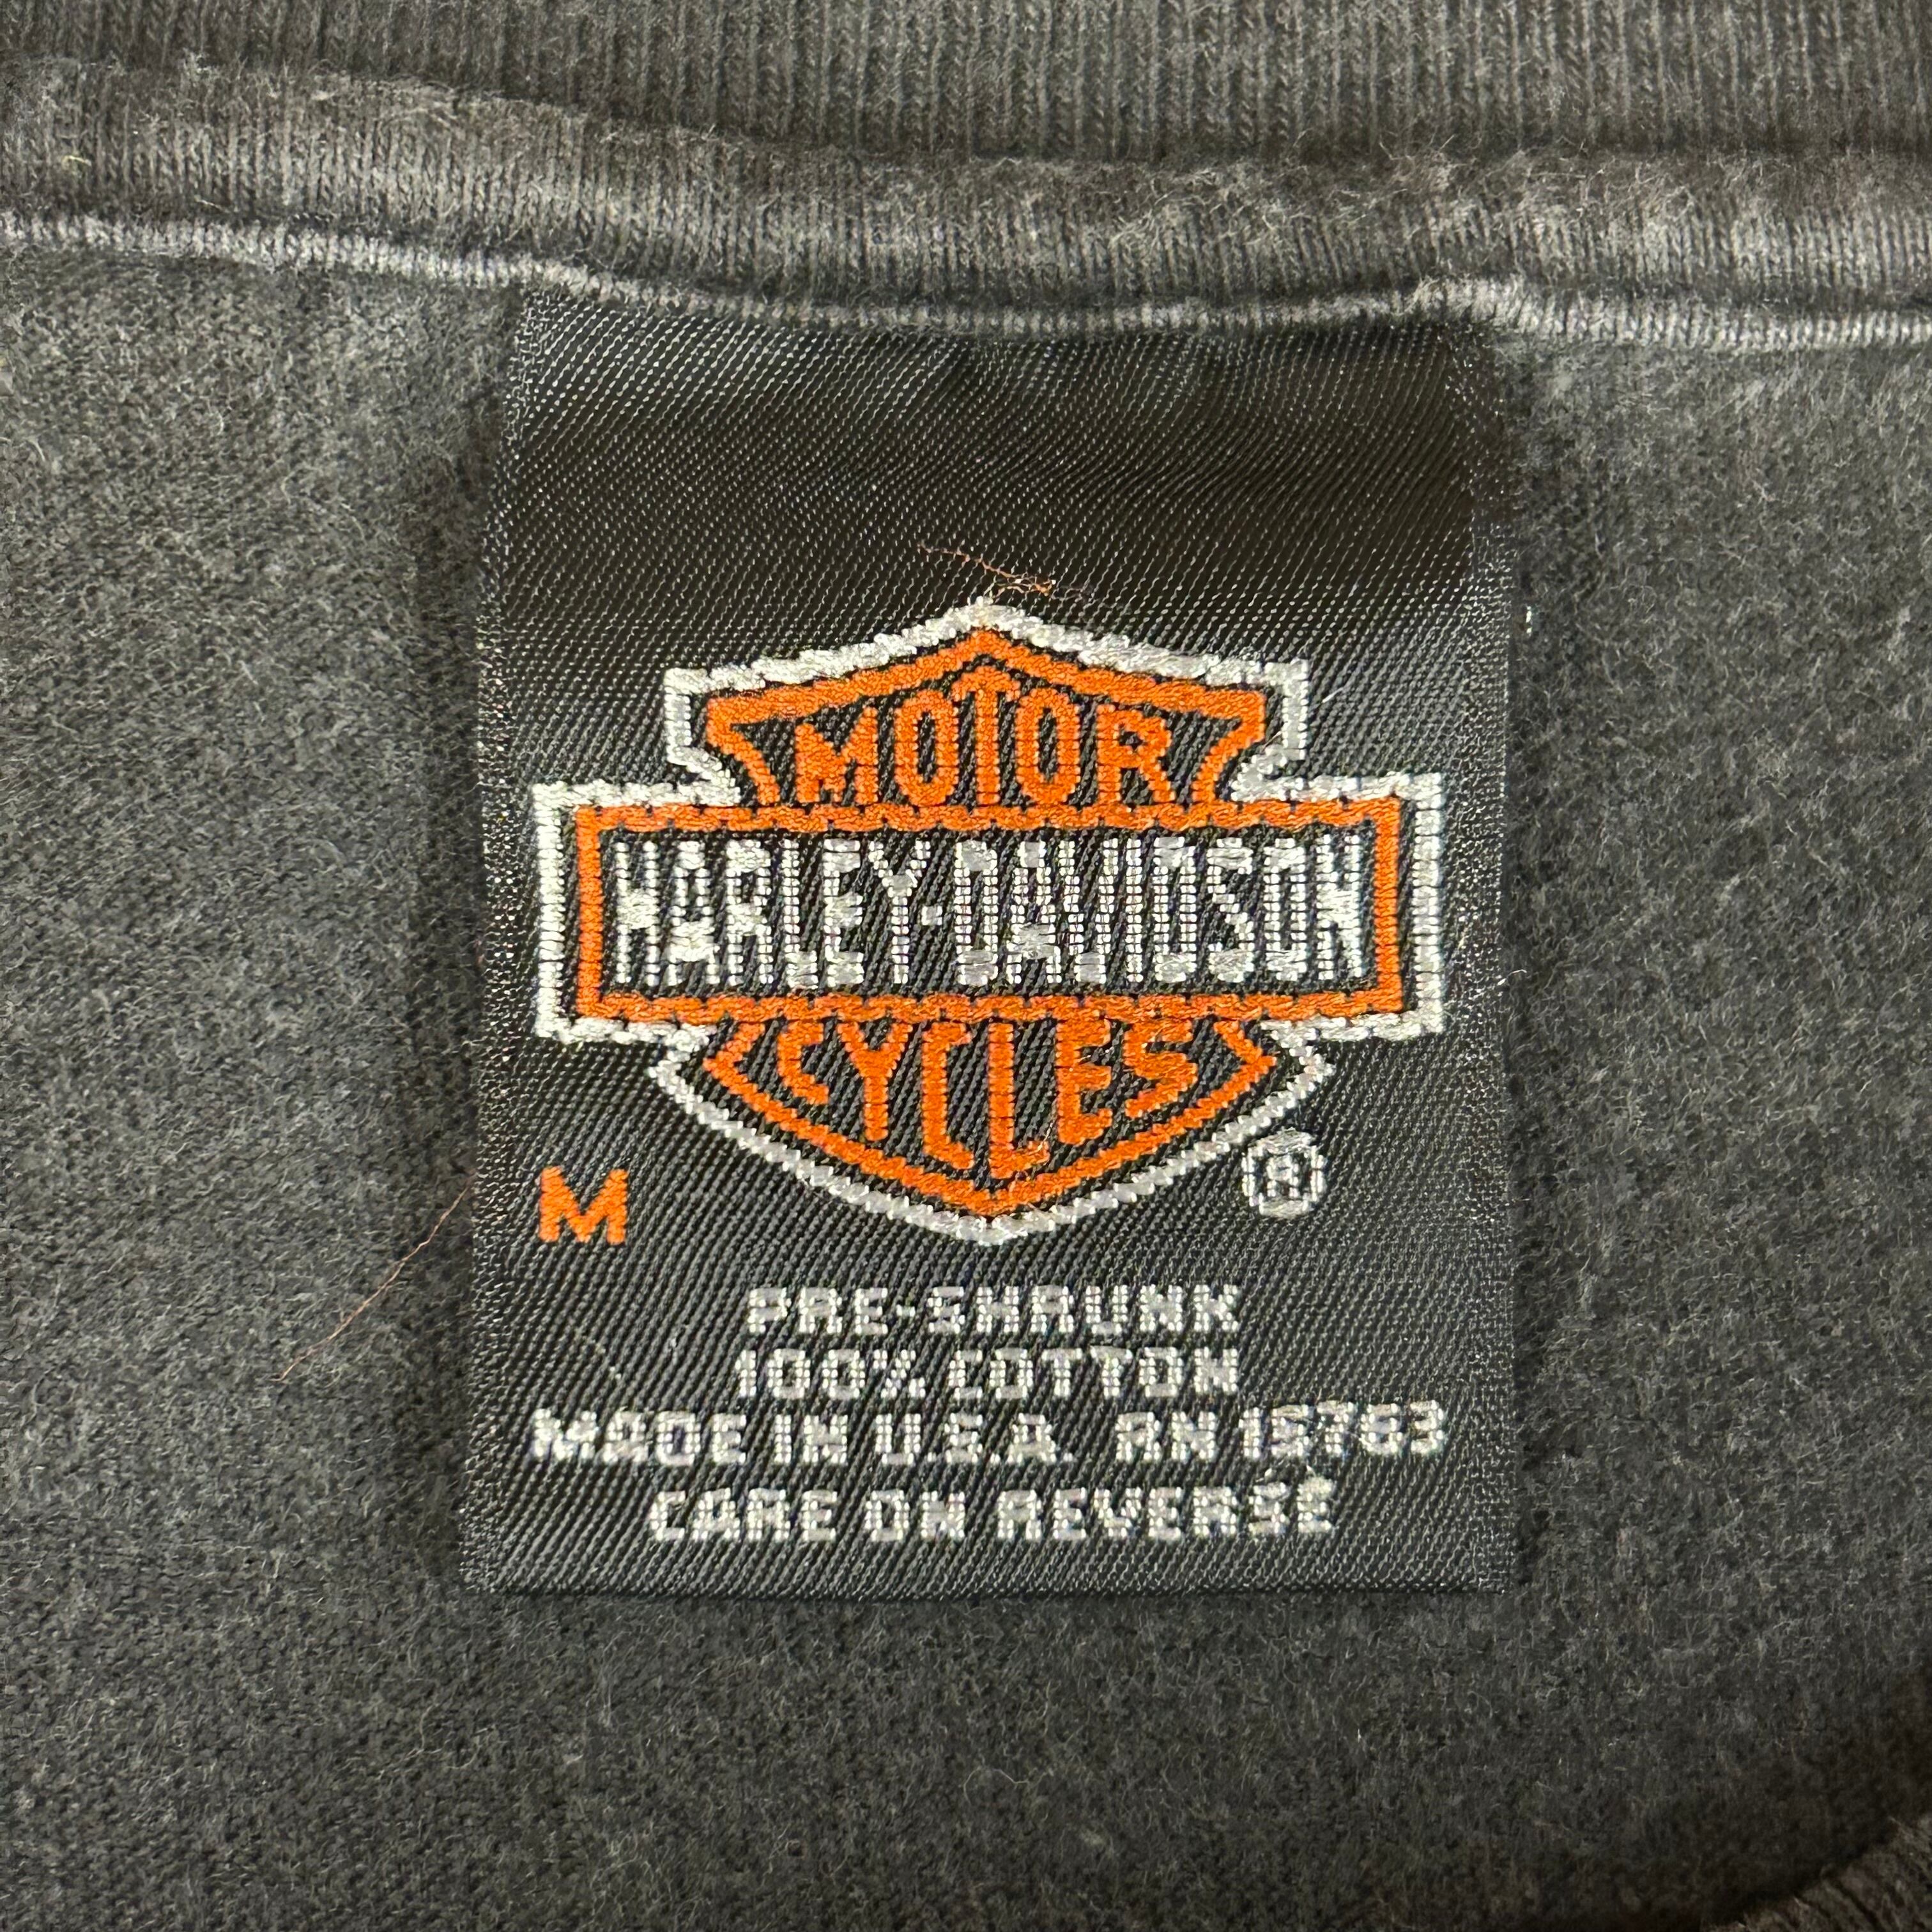 MOTOR
HARLEY-DAVIDSON
CYCLES
®
M
PRE-SHRUNK
100% COTTON
MADE IN U.S.A. RN 15763
CARE ON REVERSE